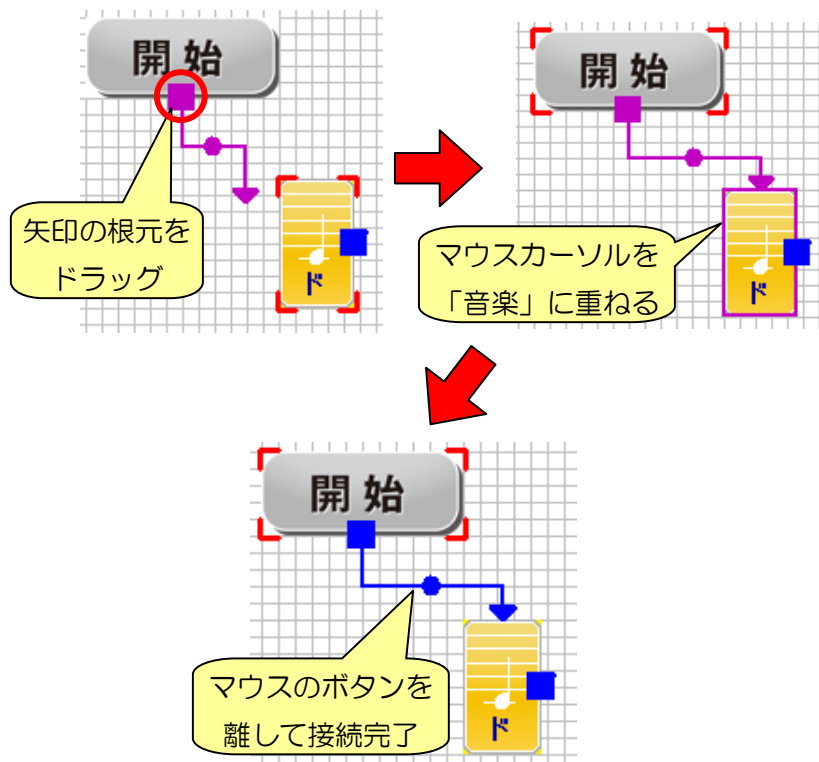 開始
矢印の根元を
ドラッグ
ド
開始
マウスカーソルを
「音楽」に重ねる
ド
開始
マウスのボタンを
離して接続完了
ド